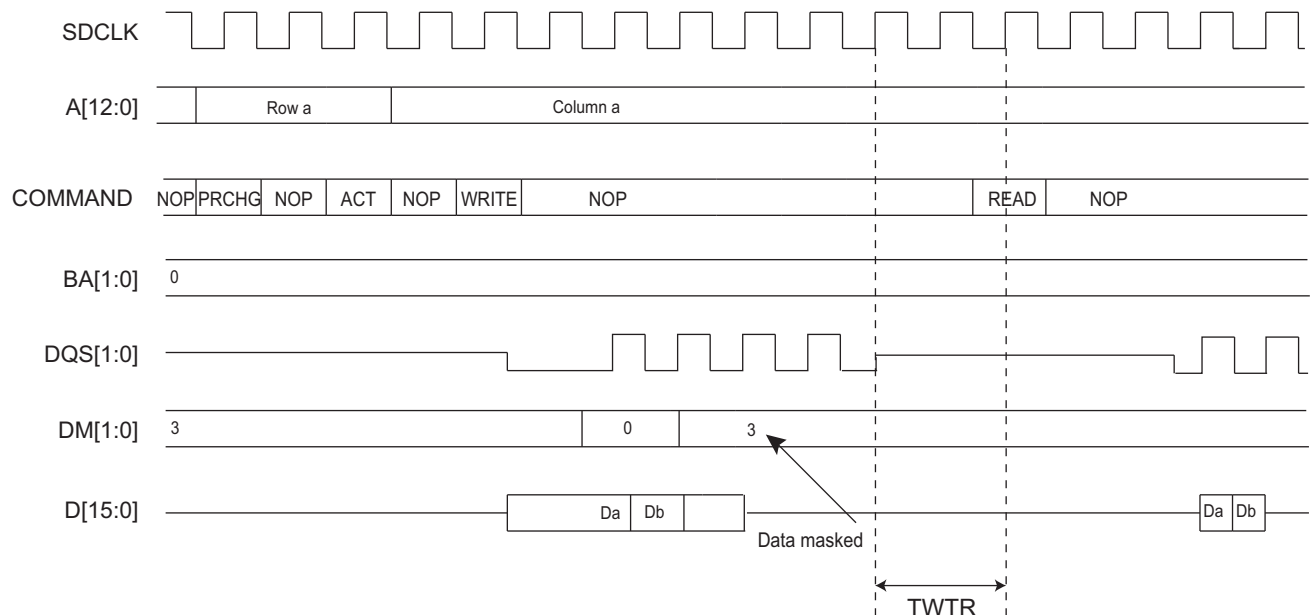 SDCLK
A[12:0] Row a Column a
COMMAND NOP PRCHG NOP ACT NOP WRITE NOP READ NOP
BA[1:0] 0
DQS[1:0]
DM[1:0] 3 0 3
D[15:0] Da Db Da Db
Data masked
TWTR